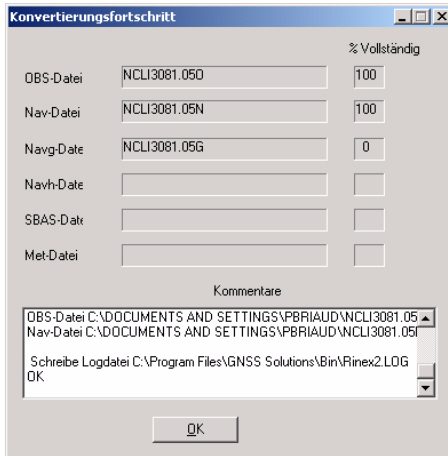 Konvertierungsfortschritt
% Vollständig
OBS-Datei NCLI3081.05O 100
Nav-Datei NCLI3081.05N 100
Navg-Date NCLI3081.05G 0
Navh-Date
SBAS-Date
Met-Datei
Kommentare
OBS-Datei C:\DOCUMENTS AND SETTINGS\PBRIAUD\NCLI3081.05
Nav-Datei C:\DOCUMENTS AND SETTINGS\PBRIAUD\NCLI3081.05
Schreibe Logdatei C:\Program Files\GNSS Solutions\Bin\Rinex2.LOG
OK
OK